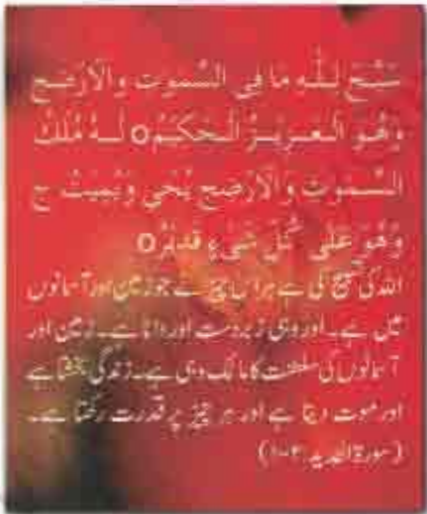 سَبَّحَ لِلّٰهِ مَا فِى السَّمٰوٰتِ وَالْاَرْضِ ج
وَهُوَ الْعَزِيْزُ الْحَكِيْمُ o لَـهُ مُلْكُ
السَّمٰوٰتِ وَالْاَرْضِ ج يُحْىٖ وَيُمِيْتُ ج
وَهُوَ عَلٰى كُلِّ شَىْءٍ قَدِيْرٌ o
اللہ کی تسبیح کی ہے ہر اس چیز نے جو زمین اور آسمانوں
میں ہے۔ اور وہی زبردست اور دانا ہے۔ زمین اور
آسمانوں کی سلطنت کا مالک وہی ہے۔ زندگی بخشتا ہے
اور موت دیتا ہے اور ہر چیز پر قدرت رکھتا ہے۔
(سورۃ الحدید ۲-۱)